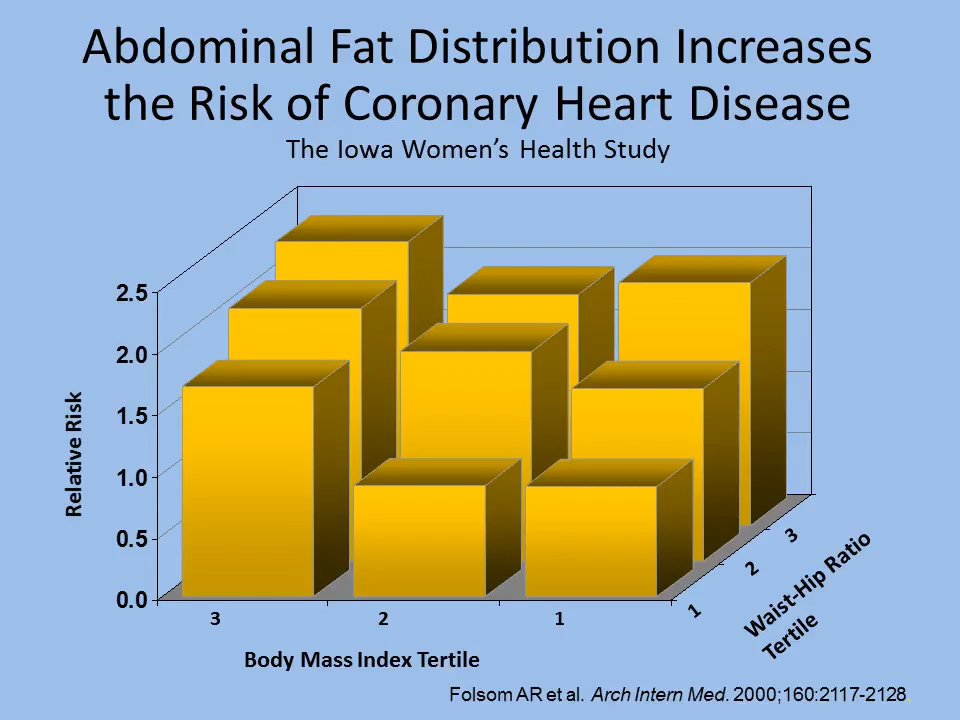 Abdominal Fat Distribution Increases
the Risk of Coronary Heart Disease
The Iowa Women’s Health Study
2.5
2.0
1.5
1.0
0.5
0.0
Relative Risk
3
2
1
Body Mass Index Tertile
1
2
3
Waist-Hip Ratio
Tertile
Folsom AR et al. Arch Intern Med. 2000;160:2117-2128.